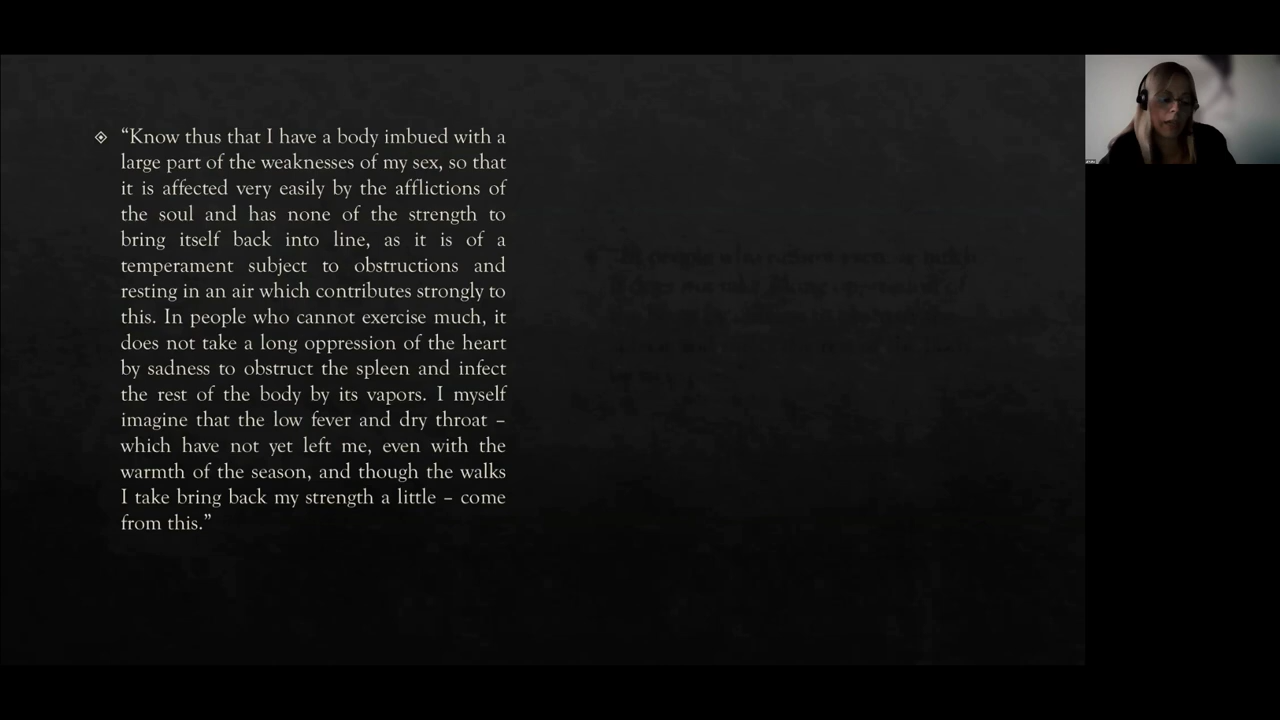 “Know thus that I have a body imbued with a
large part of the weaknesses of my sex, so that
it is affected very easily by the afflictions of
the soul and has none of the strength to
bring itself back into line, as it is of a
temperament subject to obstructions and
resting in an air which contributes strongly to
this. In people who cannot exercise much, it
does not take a long oppression of the heart
by sadness to obstruct the spleen and infect
the rest of the body by its vapors. I myself
imagine that the low fever and dry throat –
which have not yet left me, even with the
warmth of the season, and though the walks
I take bring back my strength a little – come
from this.”